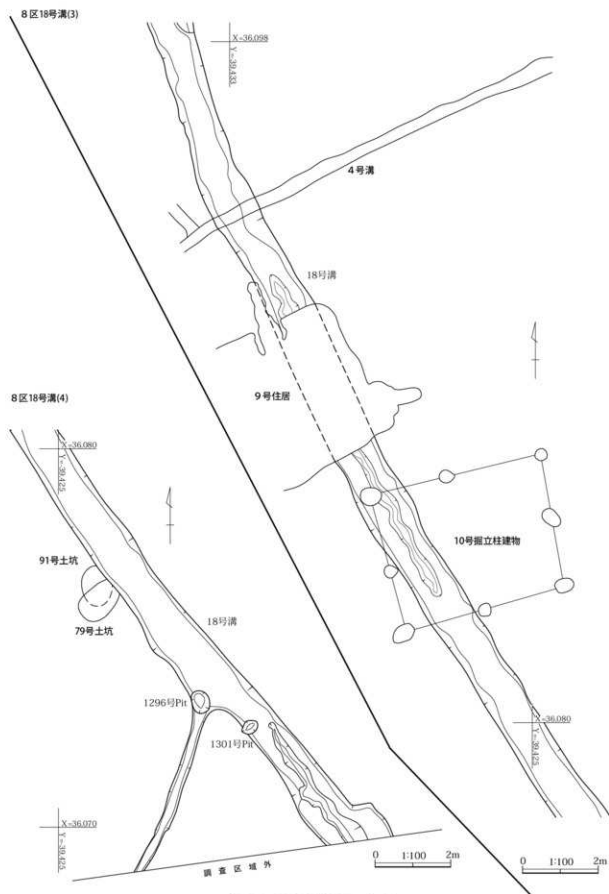 8区18号溝(3)
X=36.098
Y=-39.433
4号溝
18号溝
9号住居
10号掘立柱建物
X=36.080
Y=-39.425
0 1:100 2m
8区18号溝(4)
X=36.080
Y=-39.425
91号土坑
79号土坑
18号溝
1296号Pit
1301号Pit
X=36.070
Y=-39.425
調査区域外
0 1:100 2m